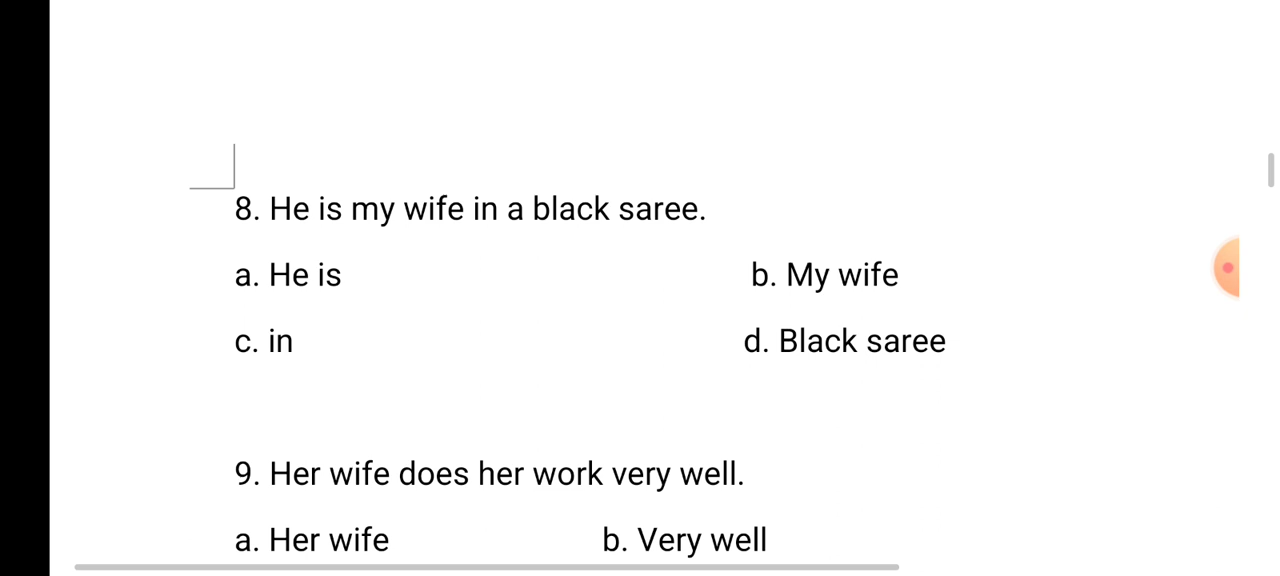 8. He is my wife in a black saree.
a. He is b. My wife
c. in d. Black saree
9. Her wife does her work very well.
a. Her wife b. Very well